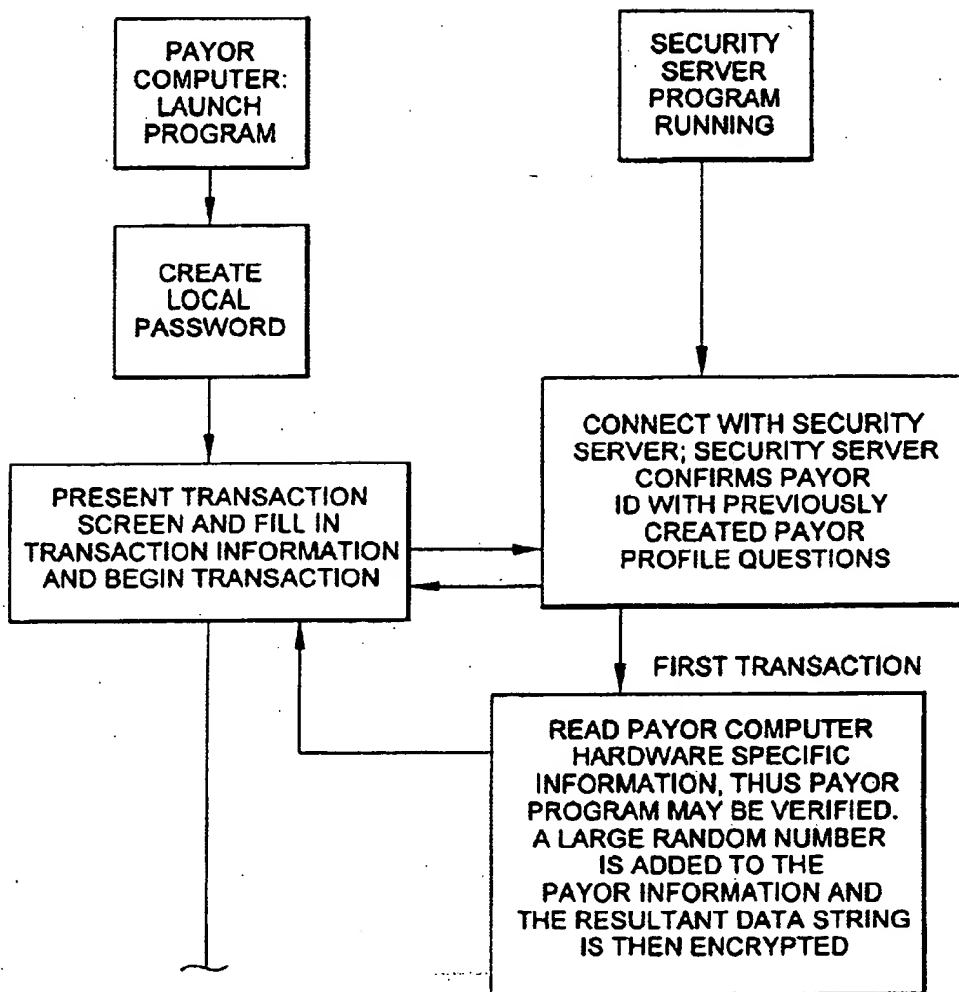 PAYOR
COMPUTER:
LAUNCH
PROGRAM
SECURITY
SERVER
PROGRAM
RUNNING
CREATE
LOCAL
PASSWORD
PRESENT TRANSACTION
SCREEN AND FILL IN
TRANSACTION INFORMATION
AND BEGIN TRANSACTION
CONNECT WITH SECURITY
SERVER; SECURITY SERVER
CONFIRMS PAYOR
ID WITH PREVIOUSLY
CREATED PAYOR
PROFILE QUESTIONS
FIRST TRANSACTION
READ PAYOR COMPUTER
HARDWARE SPECIFIC
INFORMATION, THUS PAYOR
PROGRAM MAY BE VERIFIED.
A LARGE RANDOM NUMBER
IS ADDED TO THE
PAYOR INFORMATION AND
THE RESULTANT DATA STRING
IS THEN ENCRYPTED